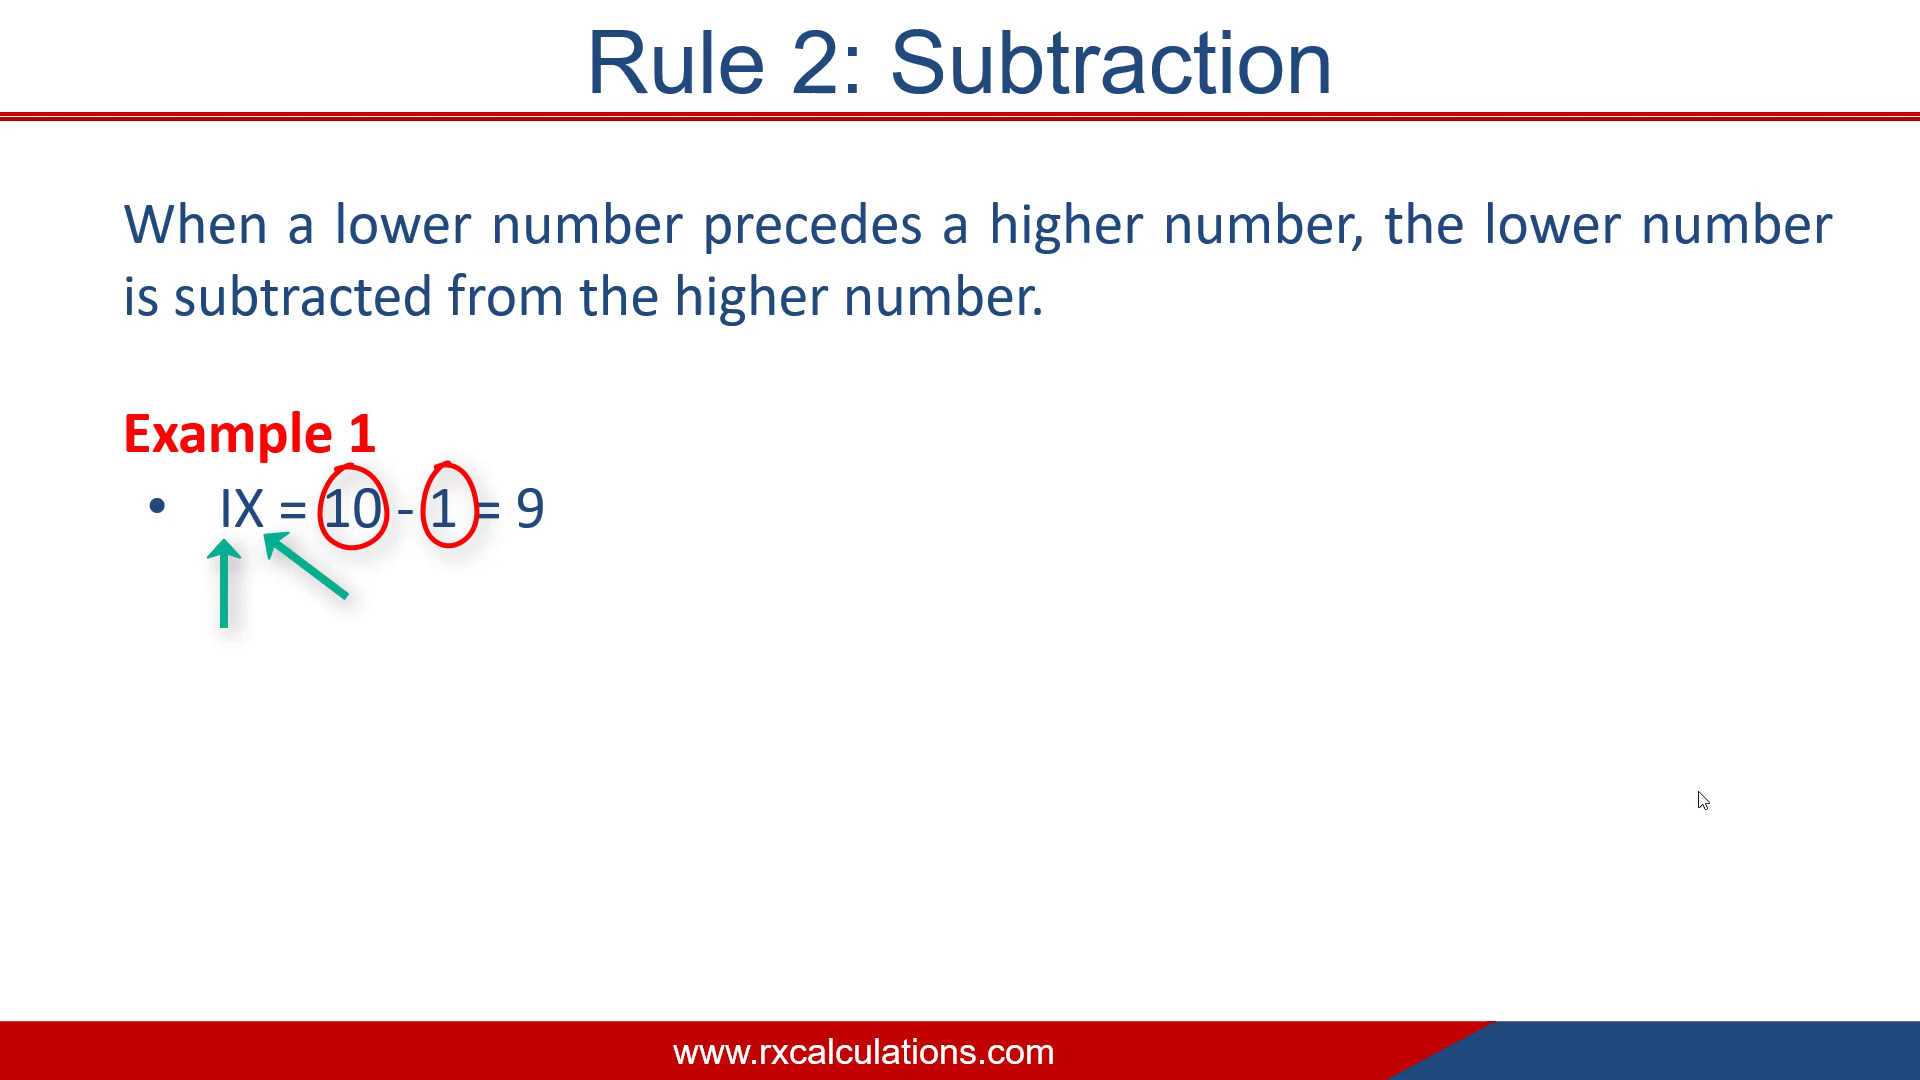 Rule 2: Subtraction
When a lower number precedes a higher number, the lower number
is subtracted from the higher number.
Example 1
• IX = 10 - 1 = 9
www.rxcalculations.com